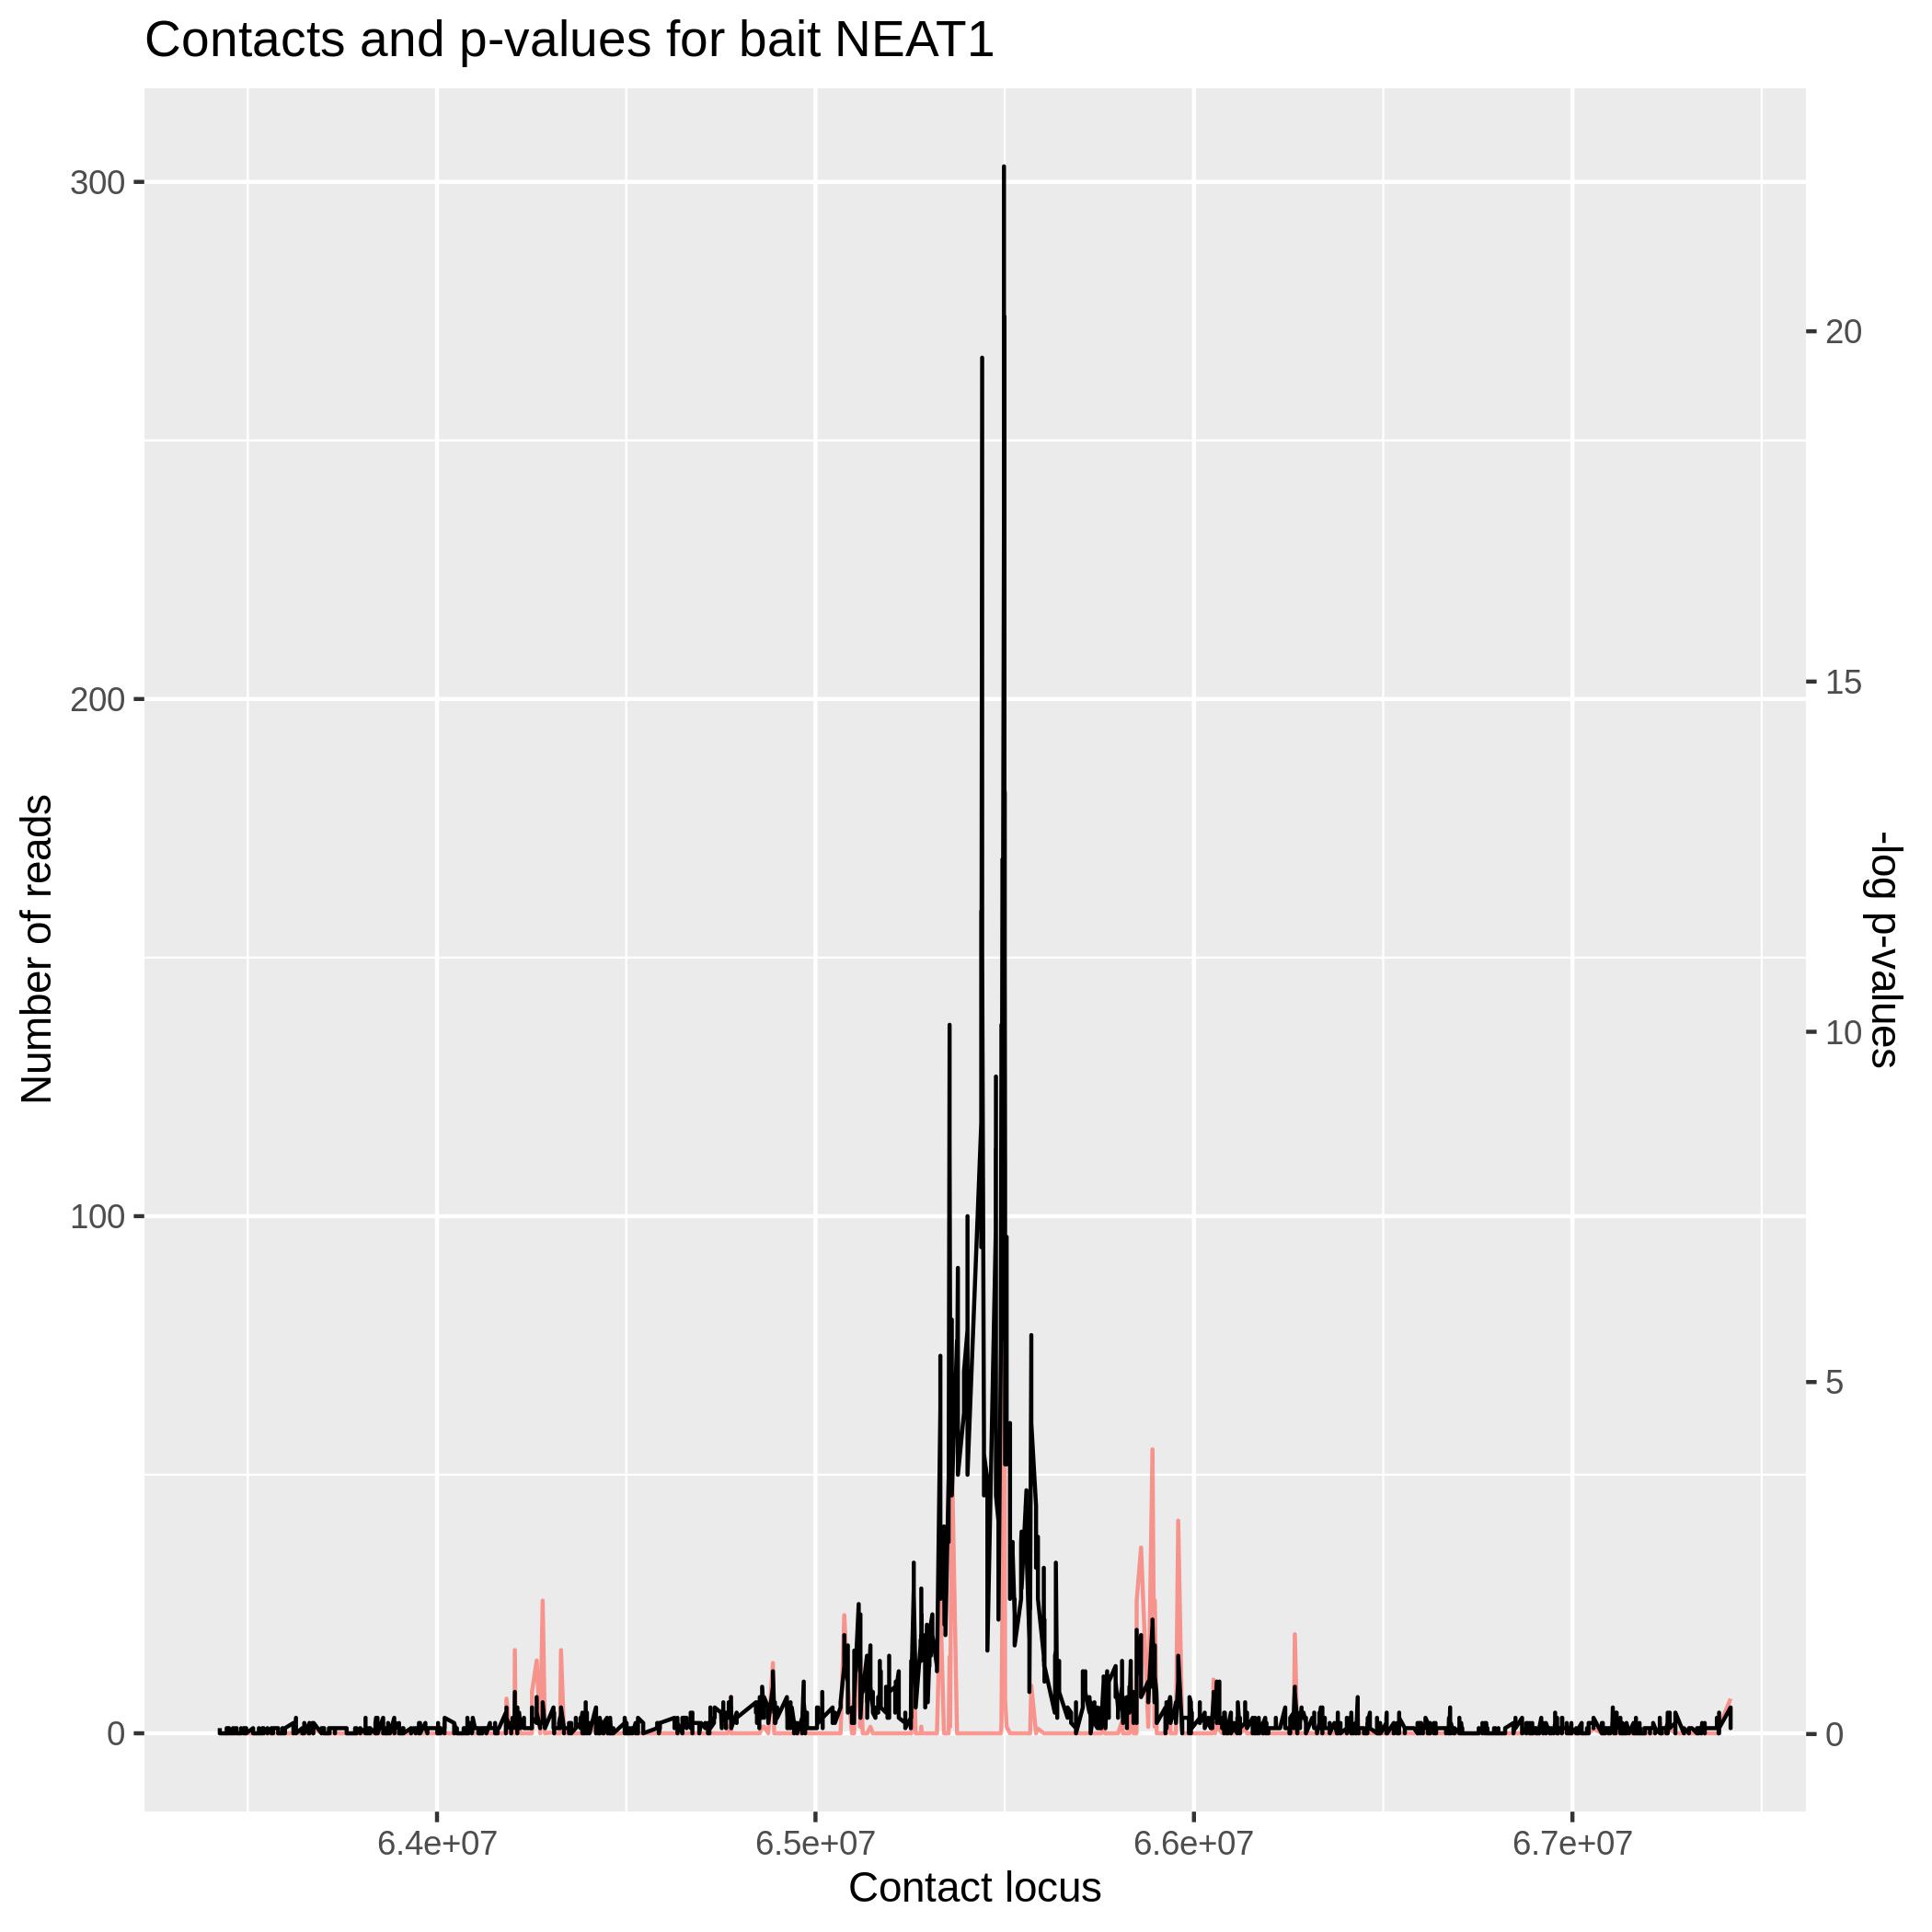 Contacts and p-values for bait NEAT1
300
200
100
0
Number of reads
20
15
10
5
0
-log p-values
6.4e+07 6.5e+07 6.6e+07 6.7e+07
Contact locus